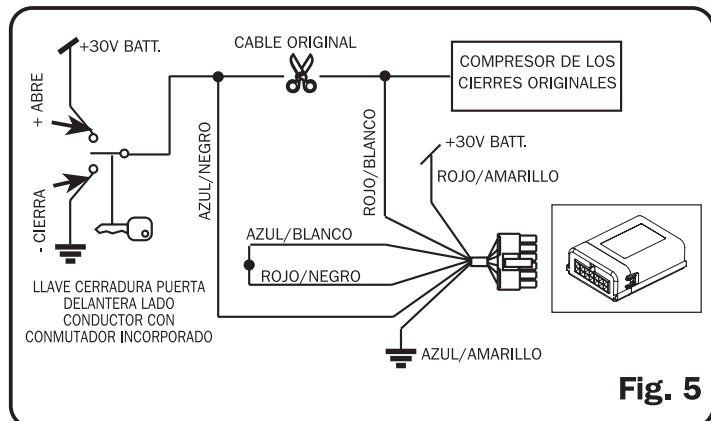 +30V BATT.
CABLE ORIGINAL
COMPRESOR DE LOS
CIERRES ORIGINALES
+ ABRE
- CIERRA
AZUL/NEGRO
ROJO/BLANCO
+30V BATT.
ROJO/AMARILLO
AZUL/BLANCO
ROJO/NEGRO
LLAVE CERRADURA PUERTA
DELANTERA LADO
CONDUCTOR CON
CONMUTADOR INCORPORADO
AZUL/AMARILLO
Fig. 5